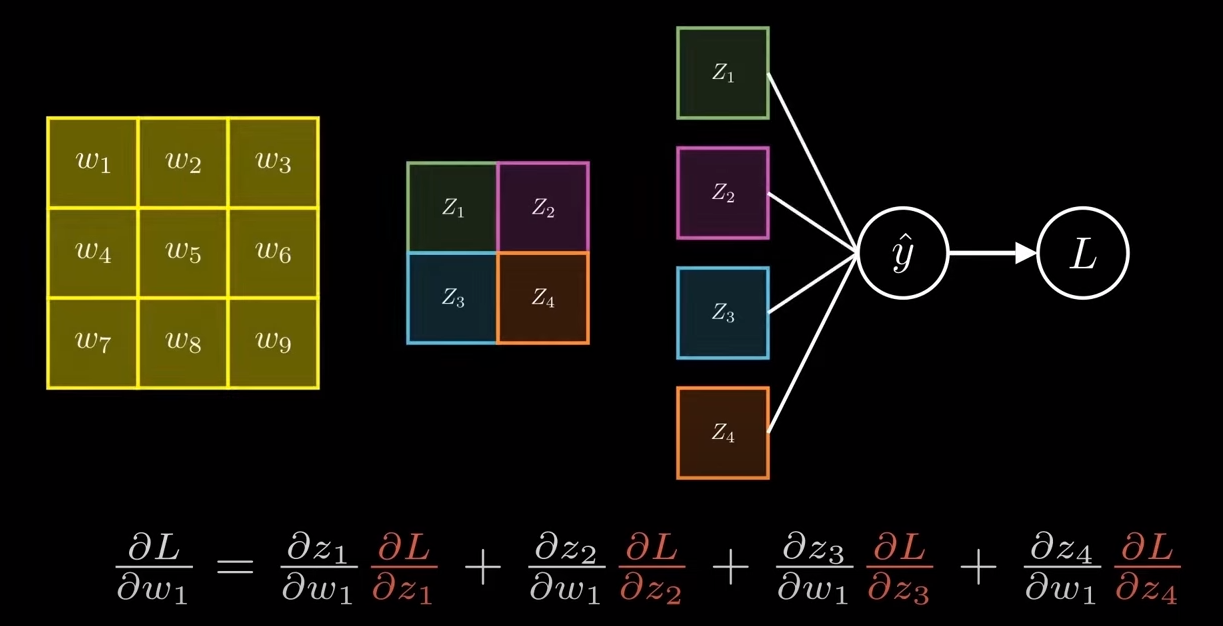 w₁ w₂ w₃
w₄ w₅ w₆
w₇ w₈ w₉
z₁ z₂
z₃ z₄
z₁
z₂
z₃
z₄
ŷ
L
∂L/∂w₁ = ∂z₁/∂w₁ ∂L/∂z₁ + ∂z₂/∂w₁ ∂L/∂z₂ + ∂z₃/∂w₁ ∂L/∂z₃ + ∂z₄/∂w₁ ∂L/∂z₄